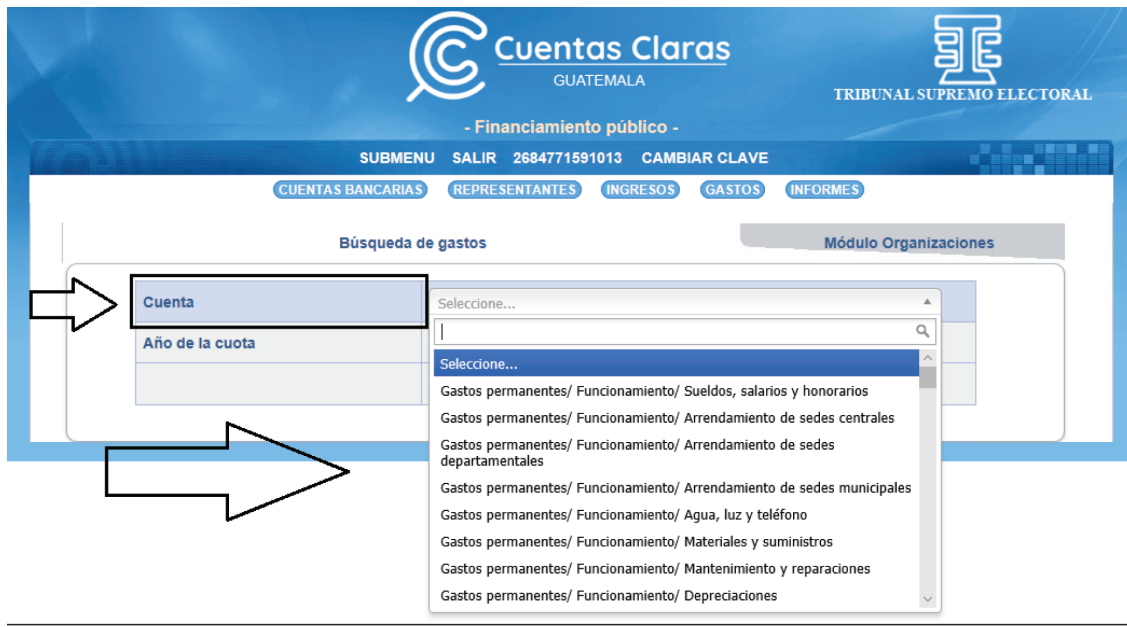 Cuentas Claras
GUATEMALA
TRIBUNAL SUPREMO ELECTORAL
- Financiamiento público -
SUBMENU SALIR 2684771591013 CAMBIAR CLAVE
CUENTAS BANCARIAS REPRESENTANTES INGRESOS GASTOS INFORMES
Búsqueda de gastos
Módulo Organizaciones
Cuenta
Seleccione...
Año de la cuota
Seleccione...
Gastos permanentes/ Funcionamiento/ Sueldos, salarios y honorarios
Gastos permanentes/ Funcionamiento/ Arrendamiento de sedes centrales
Gastos permanentes/ Funcionamiento/ Arrendamiento de sedes
departamentales
Gastos permanentes/ Funcionamiento/ Arrendamiento de sedes municipales
Gastos permanentes/ Funcionamiento/ Agua, luz y teléfono
Gastos permanentes/ Funcionamiento/ Materiales y suministros
Gastos permanentes/ Funcionamiento/ Mantenimiento y reparaciones
Gastos permanentes/ Funcionamiento/ Depreciaciones